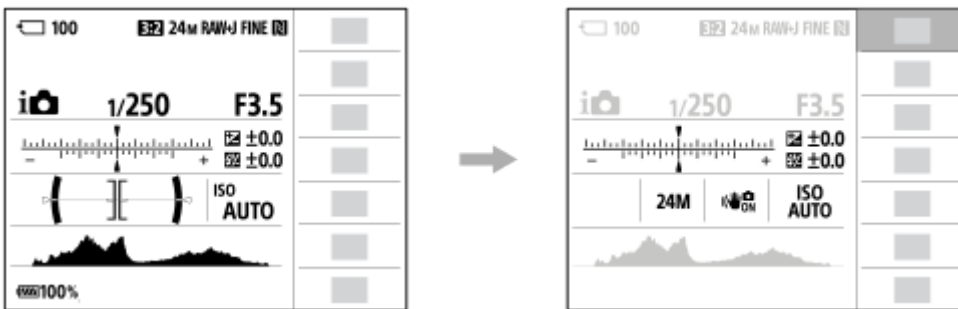 100 3:2 24M RAW+J FINE N
i 1/250 F3.5
±0.0
- + ±0.0
ISO
AUTO
100%
100 3:2 24M RAW+J FINE N
i 1/250 F3.5
±0.0
- + ±0.0
24M ON ISO
AUTO